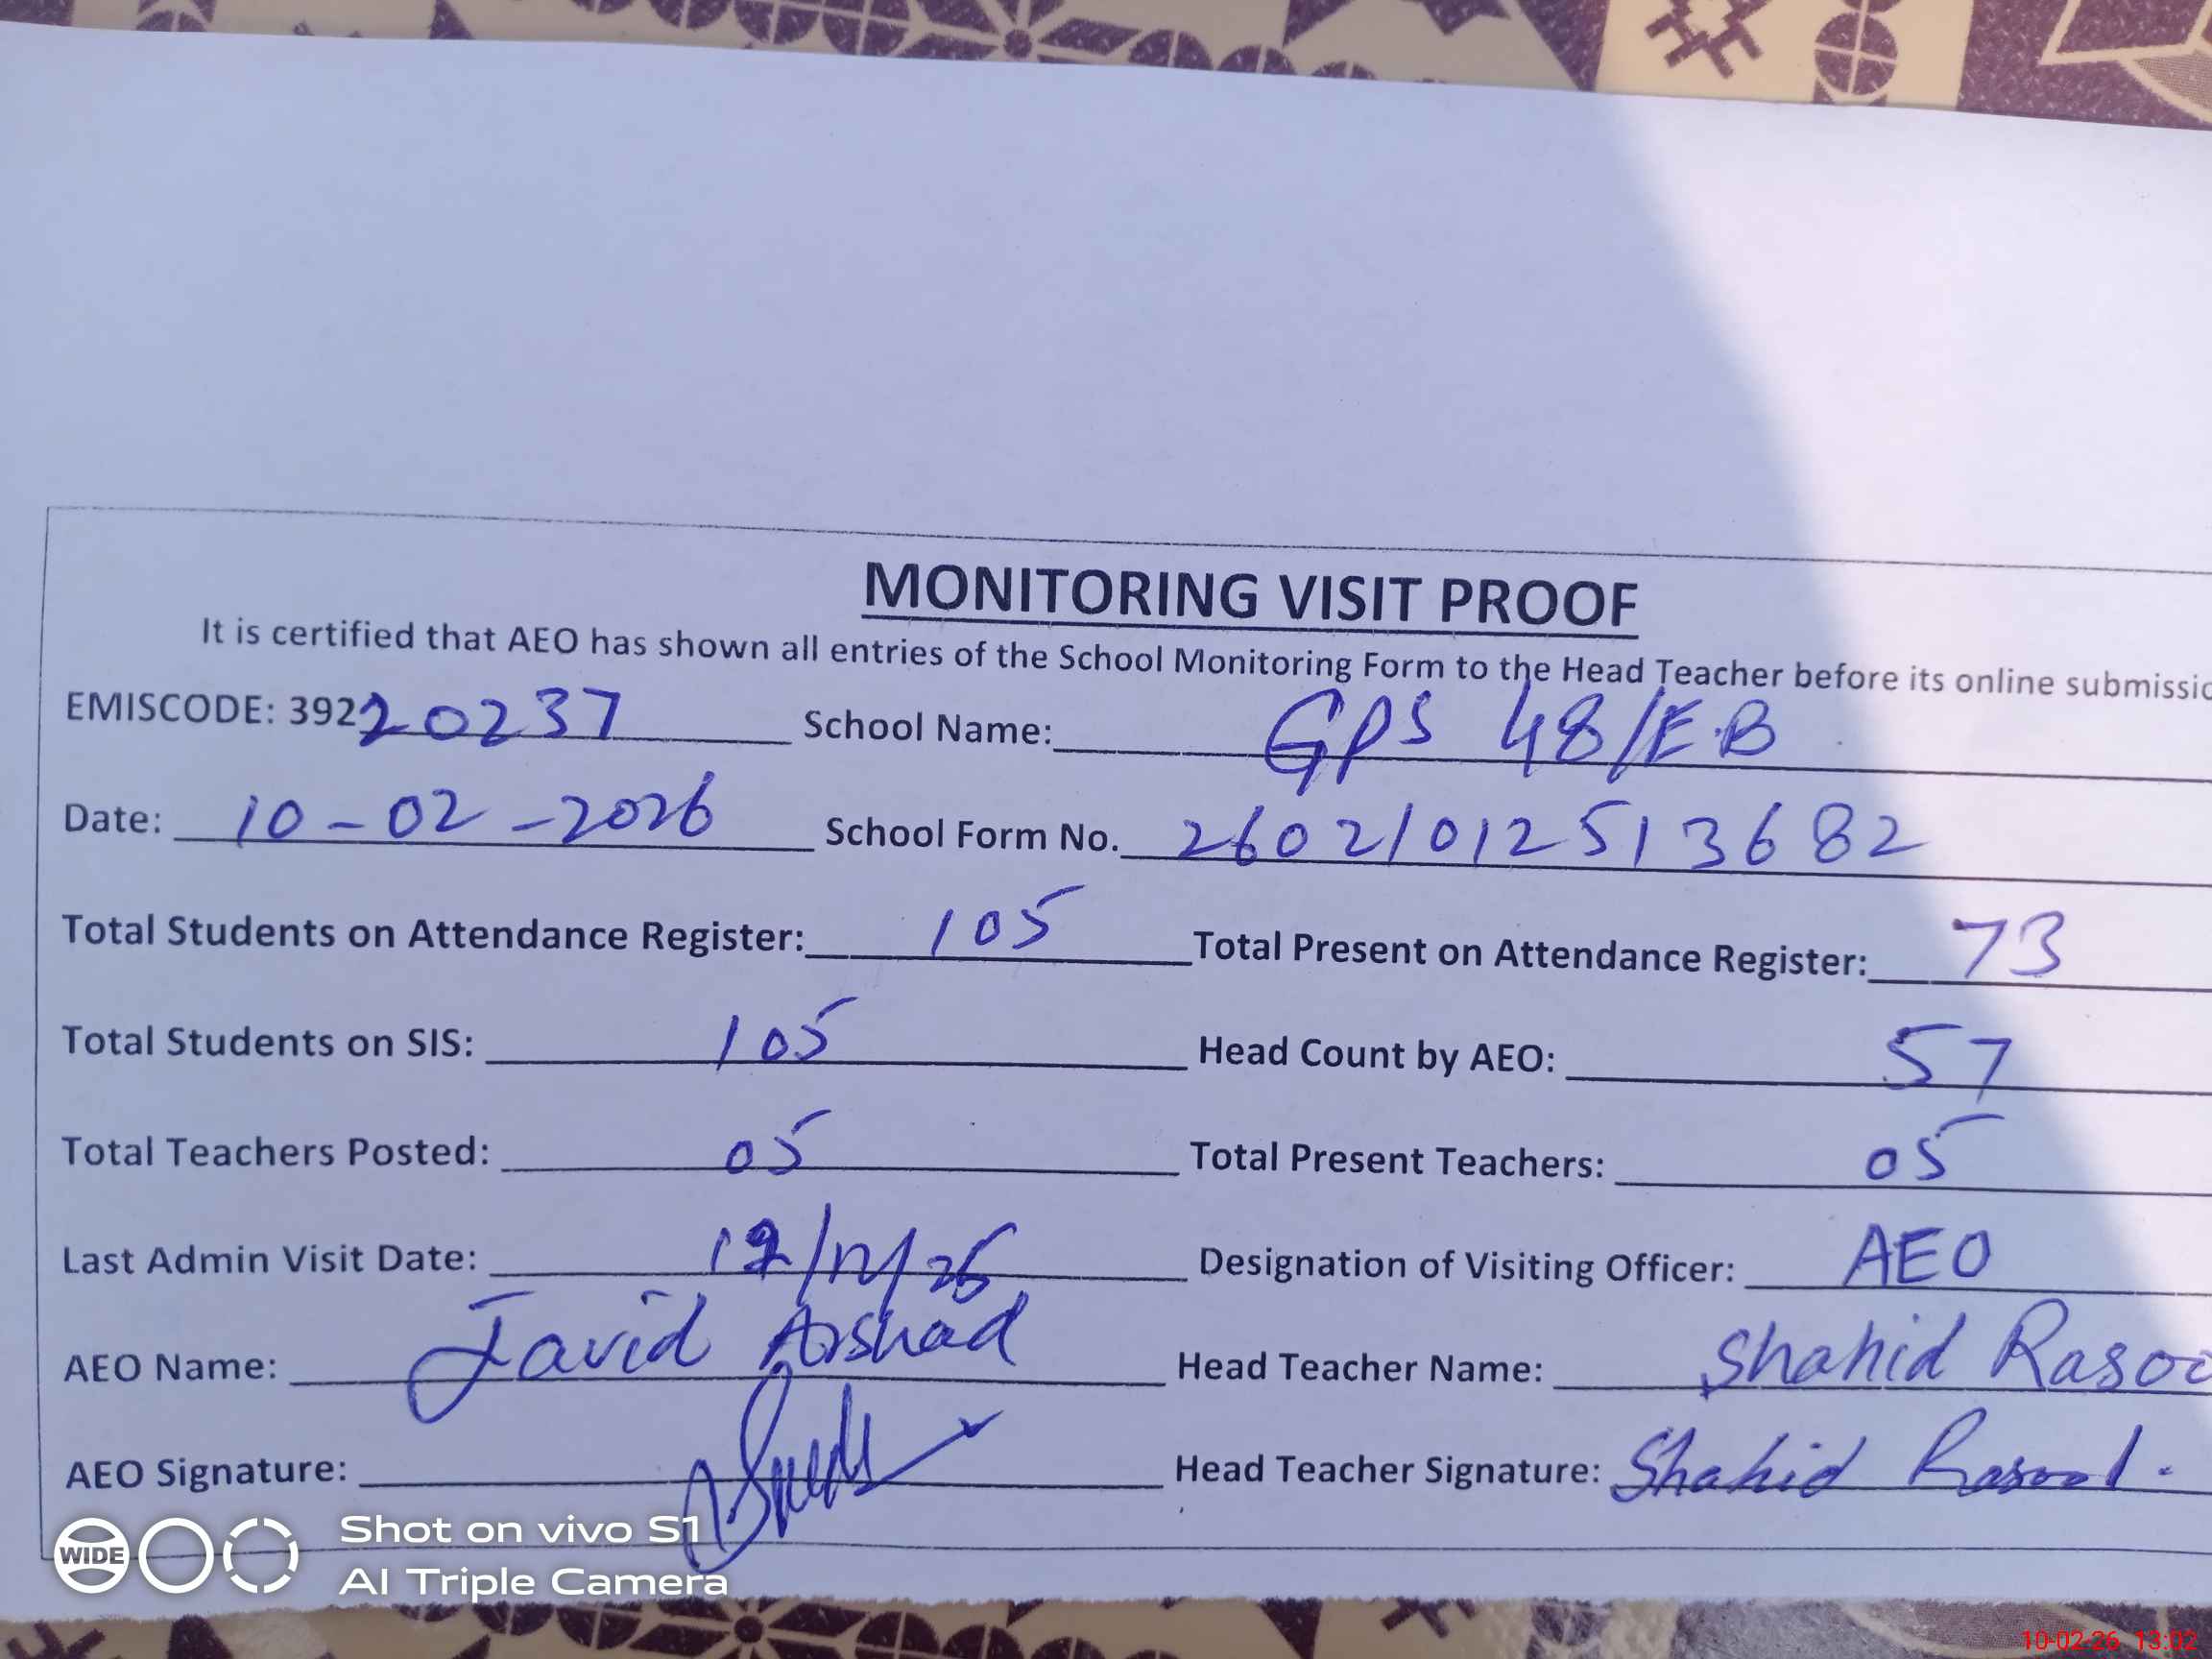 MONITORING VISIT PROOF
It is certified that AEO has shown all entries of the School Monitoring Form to the Head Teacher before its online submissio
EMISCODE: 39220237 School Name: GPS 48/E.B
Date: 10-02-2026 School Form No. 260210125513682
Total Students on Attendance Register: 105 Total Present on Attendance Register: 73
Total Students on SIS: 105 Head Count by AEO: 57
Total Teachers Posted: 05 Total Present Teachers: 05
Last Admin Visit Date: Designation of Visiting Officer: AEO
AEO Name: Javid Arshad Head Teacher Name: Shahid Rasoo
AEO Signature: Head Teacher Signature: Shahid Rasool.
WIDE Shot on vivo S1
AI Triple Camera
10-02-26 13:02